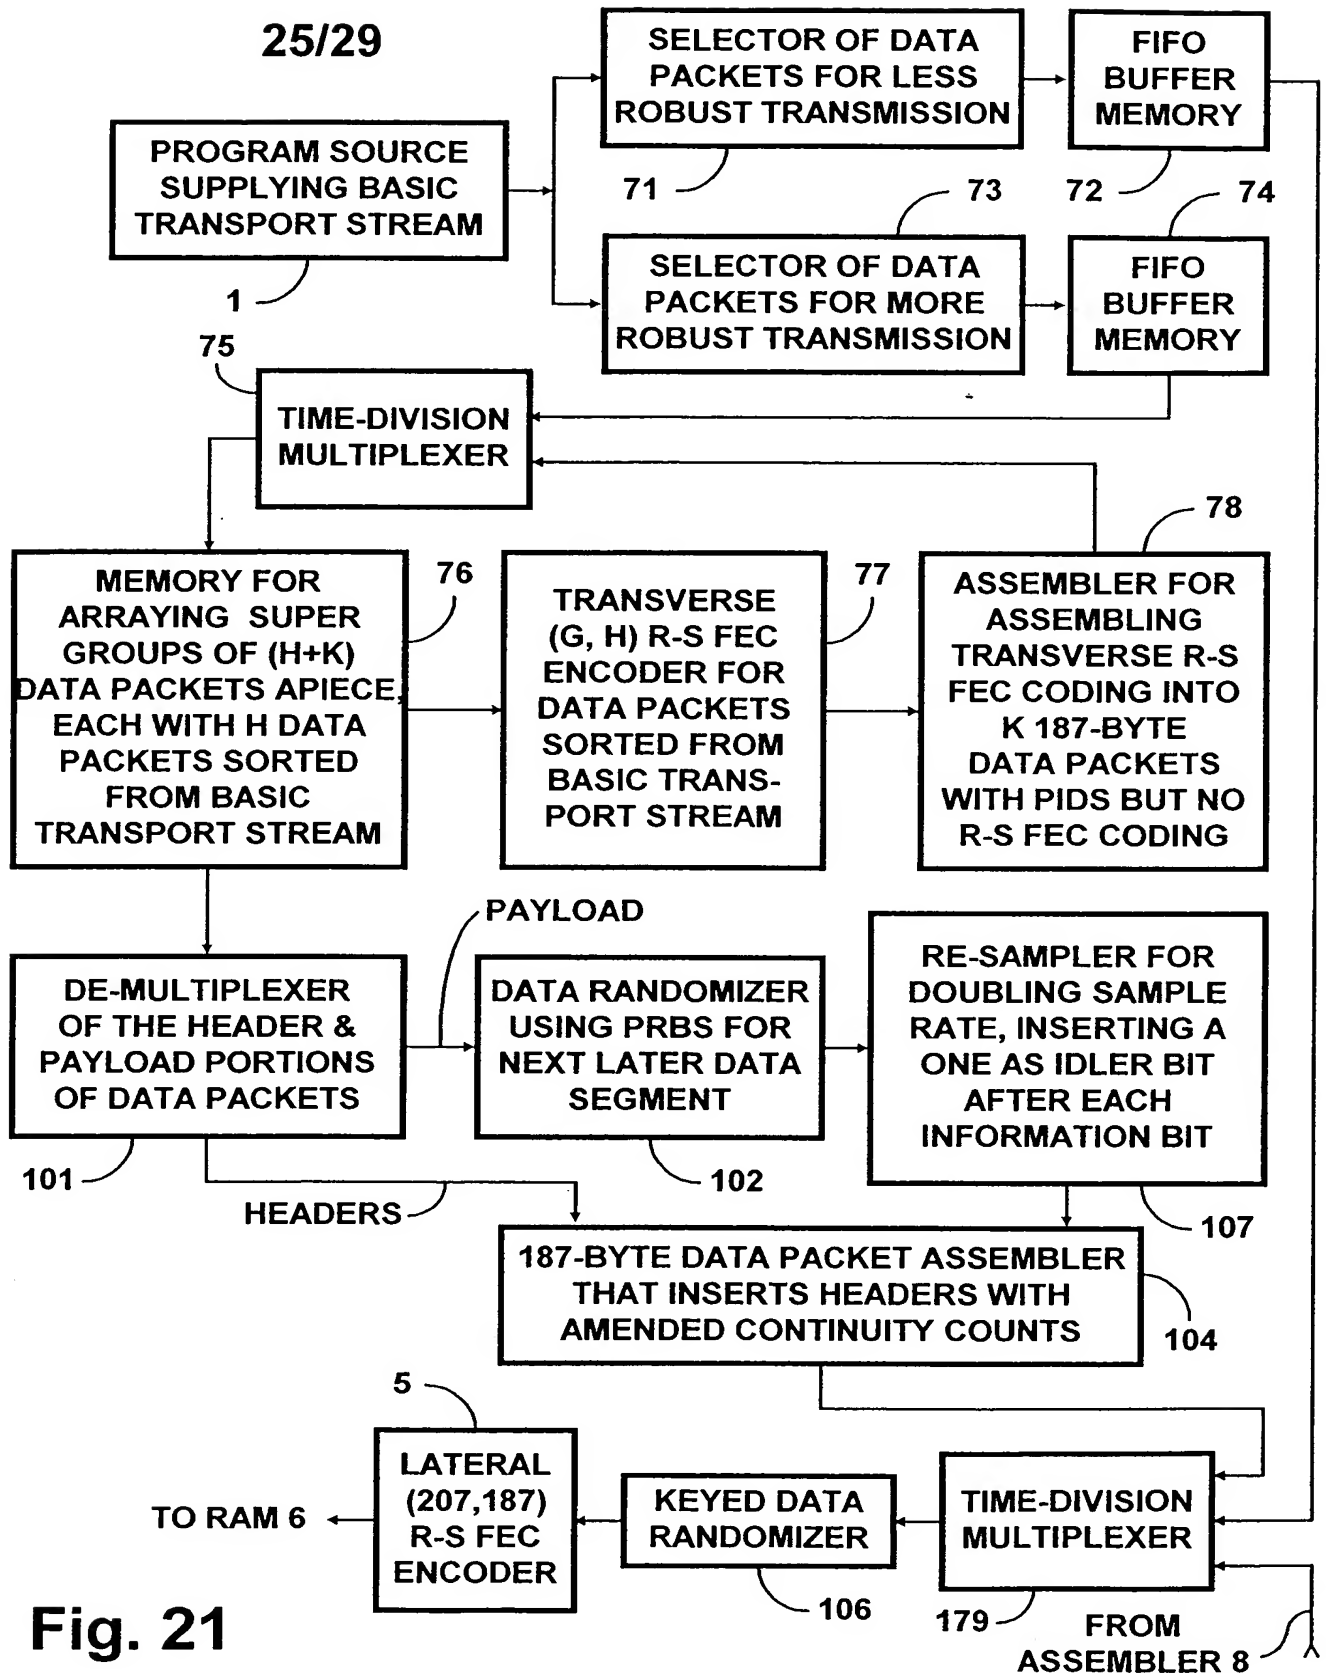 25/29
PROGRAM SOURCE
SUPPLYING BASIC
TRANSPORT STREAM
1
SELECTOR OF DATA
PACKETS FOR LESS
ROBUST TRANSMISSION
71
FIFO
BUFFER
MEMORY
72
SELECTOR OF DATA
PACKETS FOR MORE
ROBUST TRANSMISSION
73
FIFO
BUFFER
MEMORY
74
75
TIME-DIVISION
MULTIPLEXER
MEMORY FOR
ARRAYING SUPER
GROUPS OF (H+K)
DATA PACKETS APIECE,
EACH WITH H DATA
PACKETS SORTED
FROM BASIC
TRANSPORT STREAM
76
TRANSVERSE
(G, H) R-S FEC
ENCODER FOR
DATA PACKETS
SORTED FROM
BASIC TRANS-
PORT STREAM
77
78
ASSEMBLER FOR
ASSEMBLING
TRANSVERSE R-S
FEC CODING INTO
K 187-BYTE
DATA PACKETS
WITH PIDS BUT NO
R-S FEC CODING
DE-MULTIPLEXER
OF THE HEADER &
PAYLOAD PORTIONS
OF DATA PACKETS
101
PAYLOAD
HEADERS
DATA RANDOMIZER
USING PRBS FOR
NEXT LATER DATA
SEGMENT
102
RE-SAMPLER FOR
DOUBLING SAMPLE
RATE, INSERTING A
ONE AS IDLER BIT
AFTER EACH
INFORMATION BIT
107
187-BYTE DATA PACKET ASSEMBLER
THAT INSERTS HEADERS WITH
AMENDED CONTINUITY COUNTS
104
5
LATERAL
(207,187)
R-S FEC
ENCODER
TO RAM 6
KEYED DATA
RANDOMIZER
106
TIME-DIVISION
MULTIPLEXER
179
FROM
ASSEMBLER 8
Fig. 21